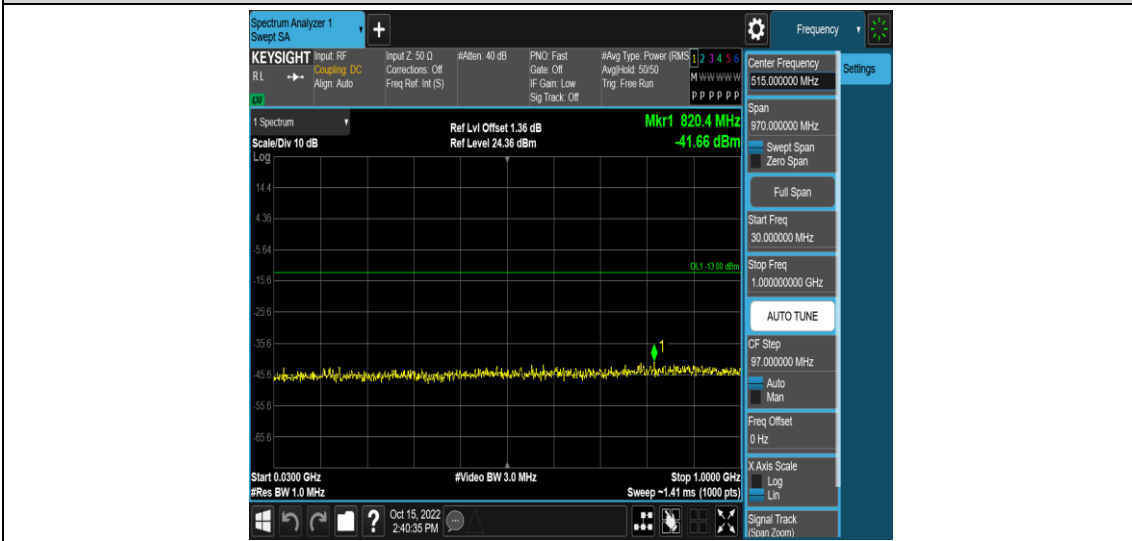 Spectrum Analyzer 1
Swept SA
+
Frequency
KEYSIGHT
RL
LXI
Input: RF
Coupling: DC
Align: Auto
Input Z: 50 Ω
Corrections: Off
Freq Ref: Int (S)
#Atten: 40 dB
PNO: Fast
Gate: Off
IF Gain: Low
Sig Track: Off
#Avg Type: Power (RMS
Avg|Hold: 50/50
Trig: Free Run
1 2 3 4 5 6
M W W W W W
P P P P P P
1 Spectrum
Scale/Div 10 dB
Log
Ref Lvl Offset 1.36 dB
Ref Level 24.36 dBm
Mkr1 820.4 MHz
-41.66 dBm
14.4
4.36
-5.64
DL1 -13.00 dBm
-15.6
-25.6
-35.6
1
-45.6
-55.6
-65.6
Start 0.0300 GHz
#Res BW 1.0 MHz
#Video BW 3.0 MHz
Stop 1.0000 GHz
Sweep ~1.41 ms (1000 pts)
?
Oct 15, 2022
2:40:35 PM
Center Frequency
515.000000 MHz
Settings
Span
970.000000 MHz
Swept Span
Zero Span
Full Span
Start Freq
30.000000 MHz
Stop Freq
1.000000000 GHz
AUTO TUNE
CF Step
97.000000 MHz
Auto
Man
Freq Offset
0 Hz
X Axis Scale
Log
Lin
Signal Track
(Span Zoom)